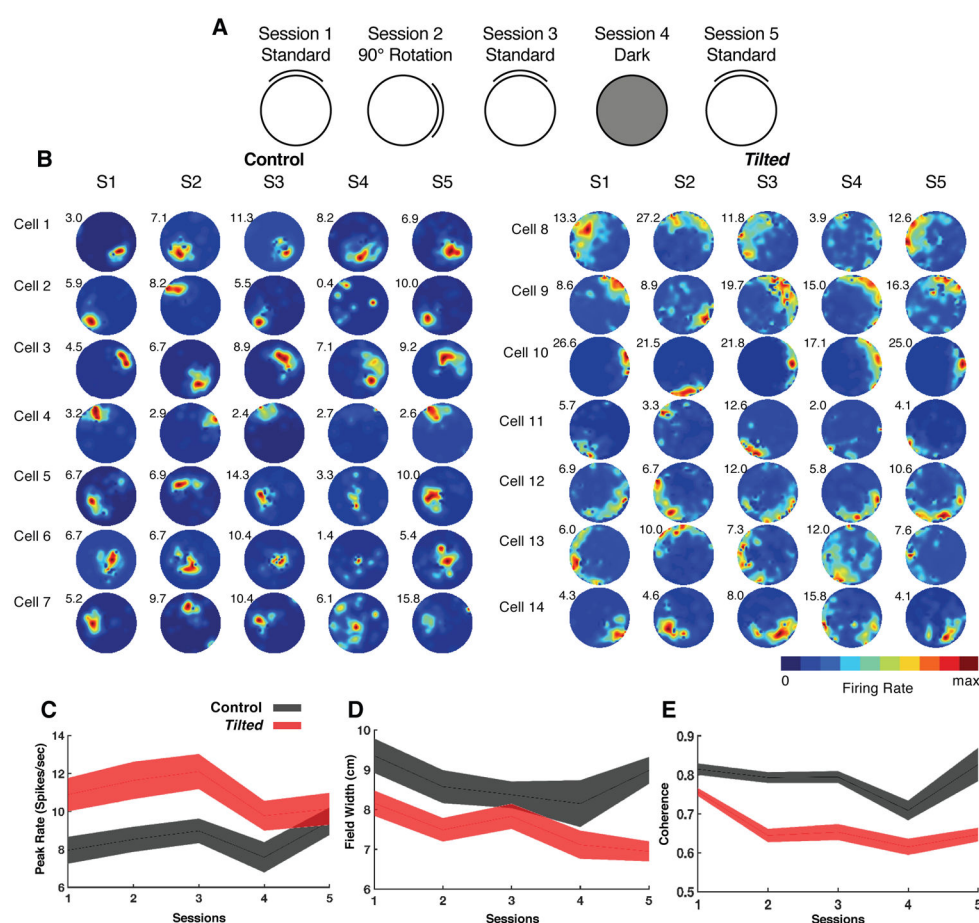 A
Session 1 Session 2 Session 3 Session 4 Session 5
Standard 90° Rotation Standard Dark Standard
B
Control
S1 S2 S3 S4 S5
Cell 1 3.0 7.1 11.3 8.2 6.9
Cell 2 5.9 8.2 5.5 0.4 10.0
Cell 3 4.5 6.7 8.9 7.1 9.2
Cell 4 3.2 2.9 2.4 2.7 2.6
Cell 5 6.7 6.9 14.3 3.3 10.0
Cell 6 6.7 6.7 10.4 1.4 5.4
Cell 7 5.2 9.7 10.4 6.1 15.8
Tilted
S1 S2 S3 S4 S5
Cell 8 13.3 27.2 11.8 3.9 12.6
Cell 9 8.6 8.9 19.7 15.0 16.3
Cell 10 26.6 21.5 21.8 17.1 25.0
Cell 11 5.7 3.3 12.6 2.0 4.1
Cell 12 6.9 6.7 12.0 5.8 10.6
Cell 13 6.0 10.0 7.3 12.0 7.6
Cell 14 4.3 4.6 8.0 15.8 4.1
0 Firing Rate max
C
Control
Tilted
Peak Rate (Spikes/sec)
14
12
10
8
6
1 2 3 4 5
Sessions
D
Field Width (cm)
10
9
8
7
6
1 2 3 4 5
Sessions
E
Coherence
0.9
0.8
0.7
0.6
0.5
1 2 3 4 5
Sessions